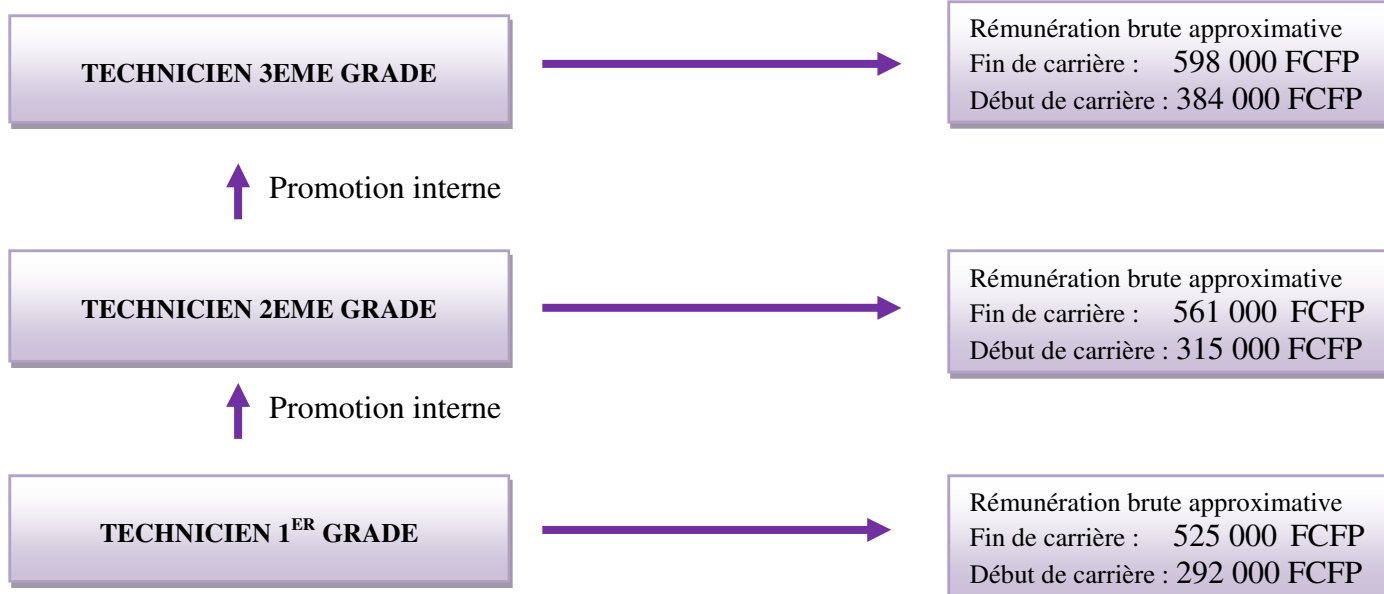 TECHNICIEN 3EME GRADE
Rémunération brute approximative
Fin de carrière : 598 000 FCFP
Début de carrière : 384 000 FCFP
Promotion interne
TECHNICIEN 2EME GRADE
Rémunération brute approximative
Fin de carrière : 561 000 FCFP
Début de carrière : 315 000 FCFP
Promotion interne
TECHNICIEN 1ER GRADE
Rémunération brute approximative
Fin de carrière : 525 000 FCFP
Début de carrière : 292 000 FCFP